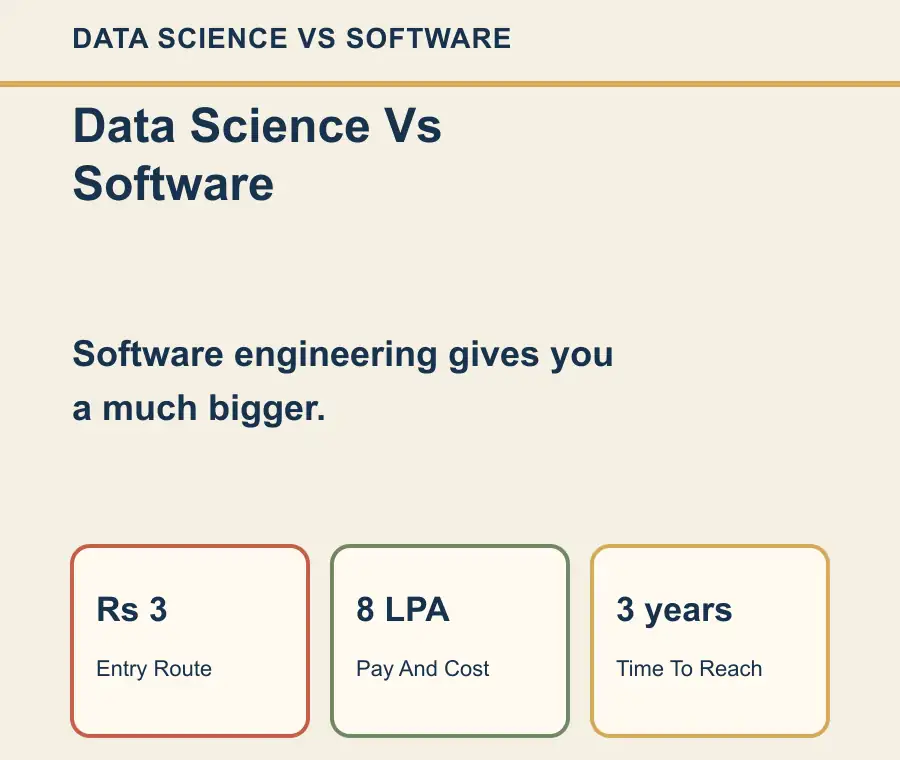 DATA SCIENCE VS SOFTWARE
Data Science Vs
Software
Software engineering gives you
a much bigger.
Rs 3
Entry Route
8 LPA
Pay And Cost
3 years
Time To Reach